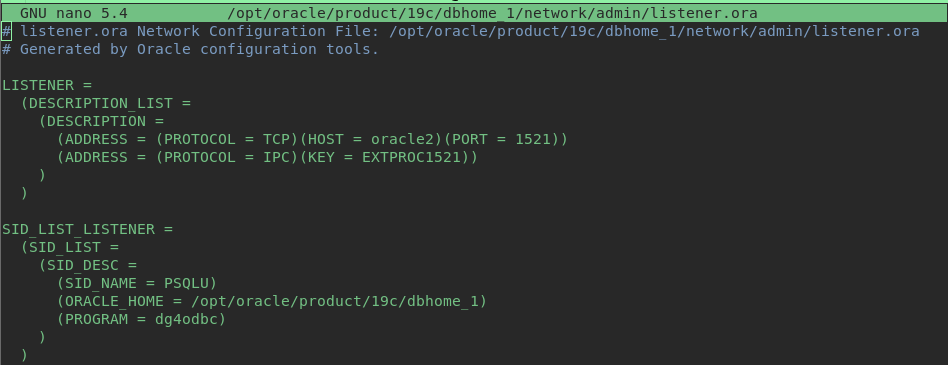 GNU nano 5.4 /opt/oracle/product/19c/dbhome_1/network/admin/listener.ora
# listener.ora Network Configuration File: /opt/oracle/product/19c/dbhome_1/network/admin/listener.ora
# Generated by Oracle configuration tools.
LISTENER =
(DESCRIPTION_LIST =
(DESCRIPTION =
(ADDRESS = (PROTOCOL = TCP)(HOST = oracle2)(PORT = 1521))
(ADDRESS = (PROTOCOL = IPC)(KEY = EXTPROC1521))
)
)
SID_LIST_LISTENER =
(SID_LIST =
(SID_DESC =
(SID_NAME = PSQLU)
(ORACLE_HOME = /opt/oracle/product/19c/dbhome_1)
(PROGRAM = dg4odbc)
)
)